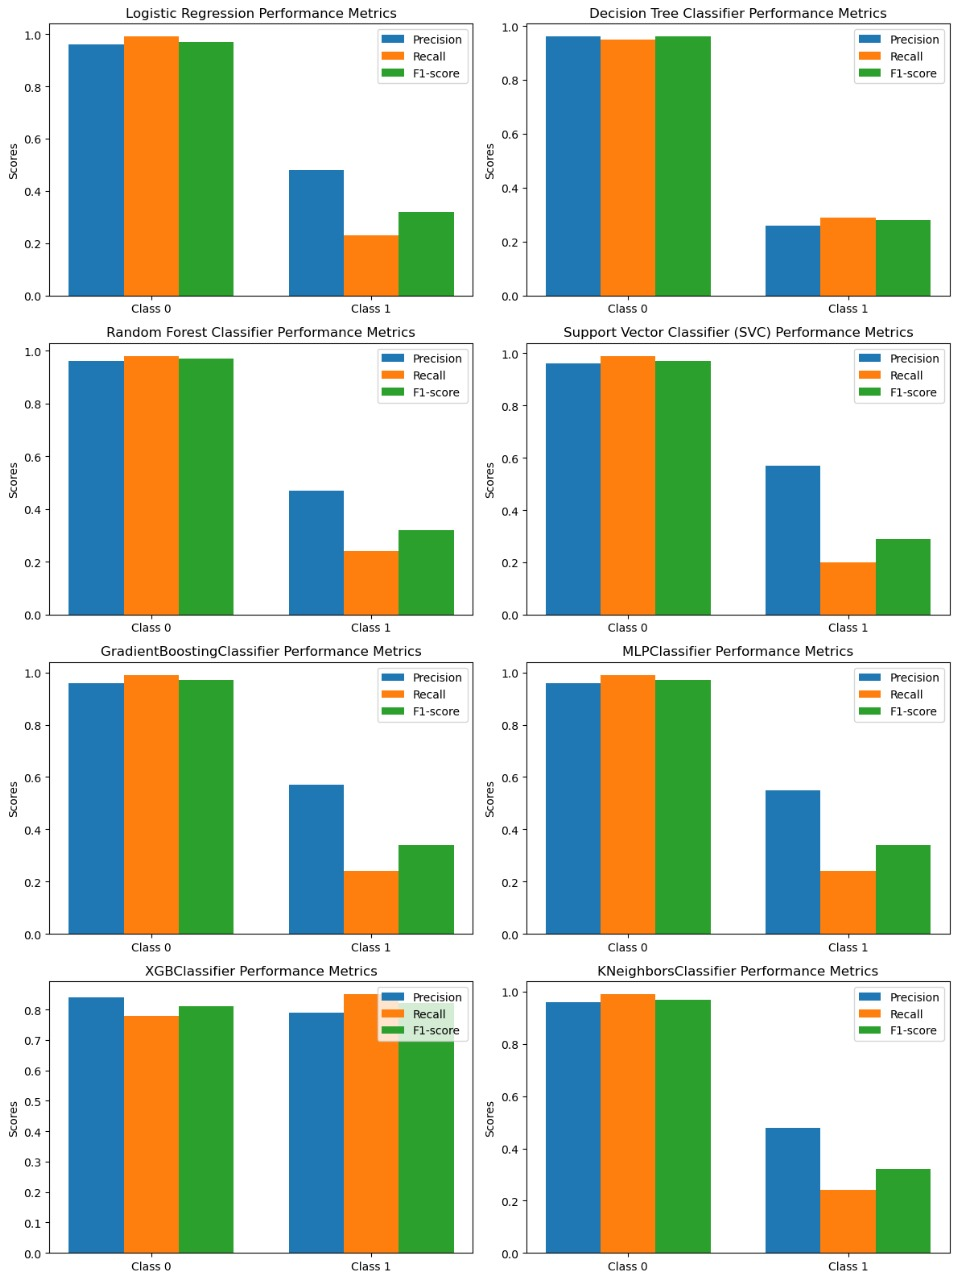 Logistic Regression Performance Metrics
Scores
1.0
0.8
0.6
0.4
0.2
0.0
Class 0
Class 1
Precision
Recall
F1-score
Decision Tree Classifier Performance Metrics
Scores
1.0
0.8
0.6
0.4
0.2
0.0
Class 0
Class 1
Precision
Recall
F1-score
Random Forest Classifier Performance Metrics
Scores
1.0
0.8
0.6
0.4
0.2
0.0
Class 0
Class 1
Precision
Recall
F1-score
Support Vector Classifier (SVC) Performance Metrics
Scores
1.0
0.8
0.6
0.4
0.2
0.0
Class 0
Class 1
Precision
Recall
F1-score
GradientBoostingClassifier Performance Metrics
Scores
1.0
0.8
0.6
0.4
0.2
0.0
Class 0
Class 1
Precision
Recall
F1-score
MLPClassifier Performance Metrics
Scores
1.0
0.8
0.6
0.4
0.2
0.0
Class 0
Class 1
Precision
Recall
F1-score
XGBClassifier Performance Metrics
Scores
0.8
0.7
0.6
0.5
0.4
0.3
0.2
0.1
0.0
Class 0
Class 1
Precision
Recall
F1-score
KNeighborsClassifier Performance Metrics
Scores
1.0
0.8
0.6
0.4
0.2
0.0
Class 0
Class 1
Precision
Recall
F1-score